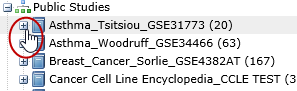 Public Studies
Asthma_Tsitsiou_GSE31773 (20)
Asthma_Woodruff_GSE34466 (63)
Breast_Cancer_Sorlie_GSE4382AT (167)
Cancer Cell Line Encyclopedia_CCLE TEST (3